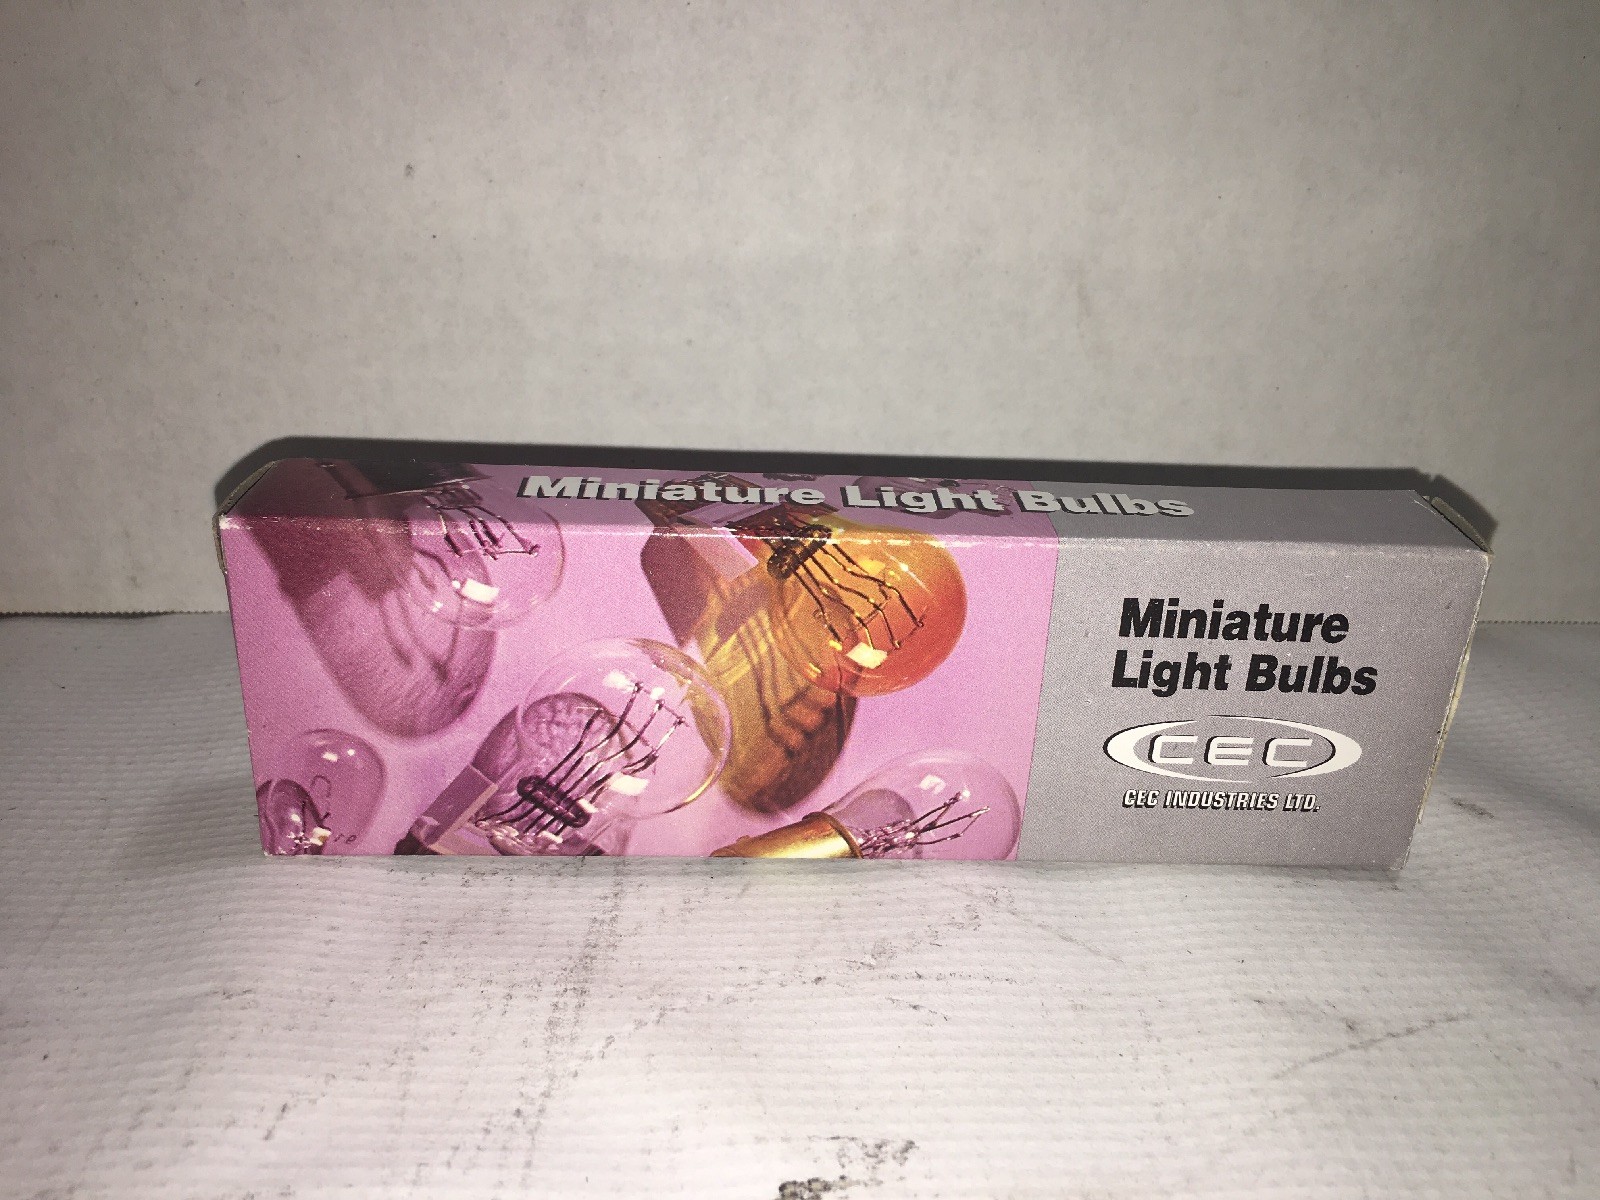 Miniature Light Bulbs
Miniature
Light Bulbs
CEC
CEC INDUSTRIES LTD.